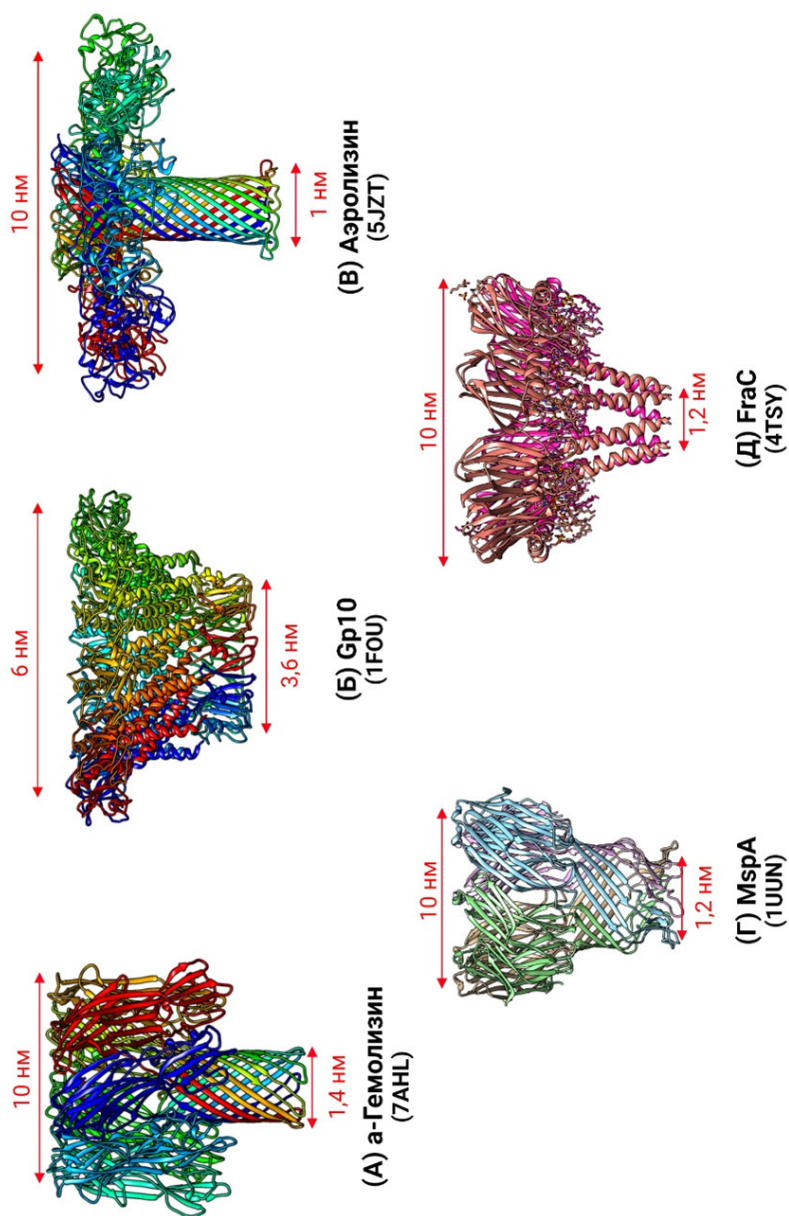 10 нм
1,4 нм
(А) а-Гемолизин
(7AHL)
6 нм
3,6 нм
(Б) Gp10
(1FOU)
10 нм
1 нм
(В) Аэролизин
(5JZT)
10 нм
1,2 нм
(Г) MspA
(1UUN)
10 нм
1,2 нм
(Д) FraC
(4TSY)